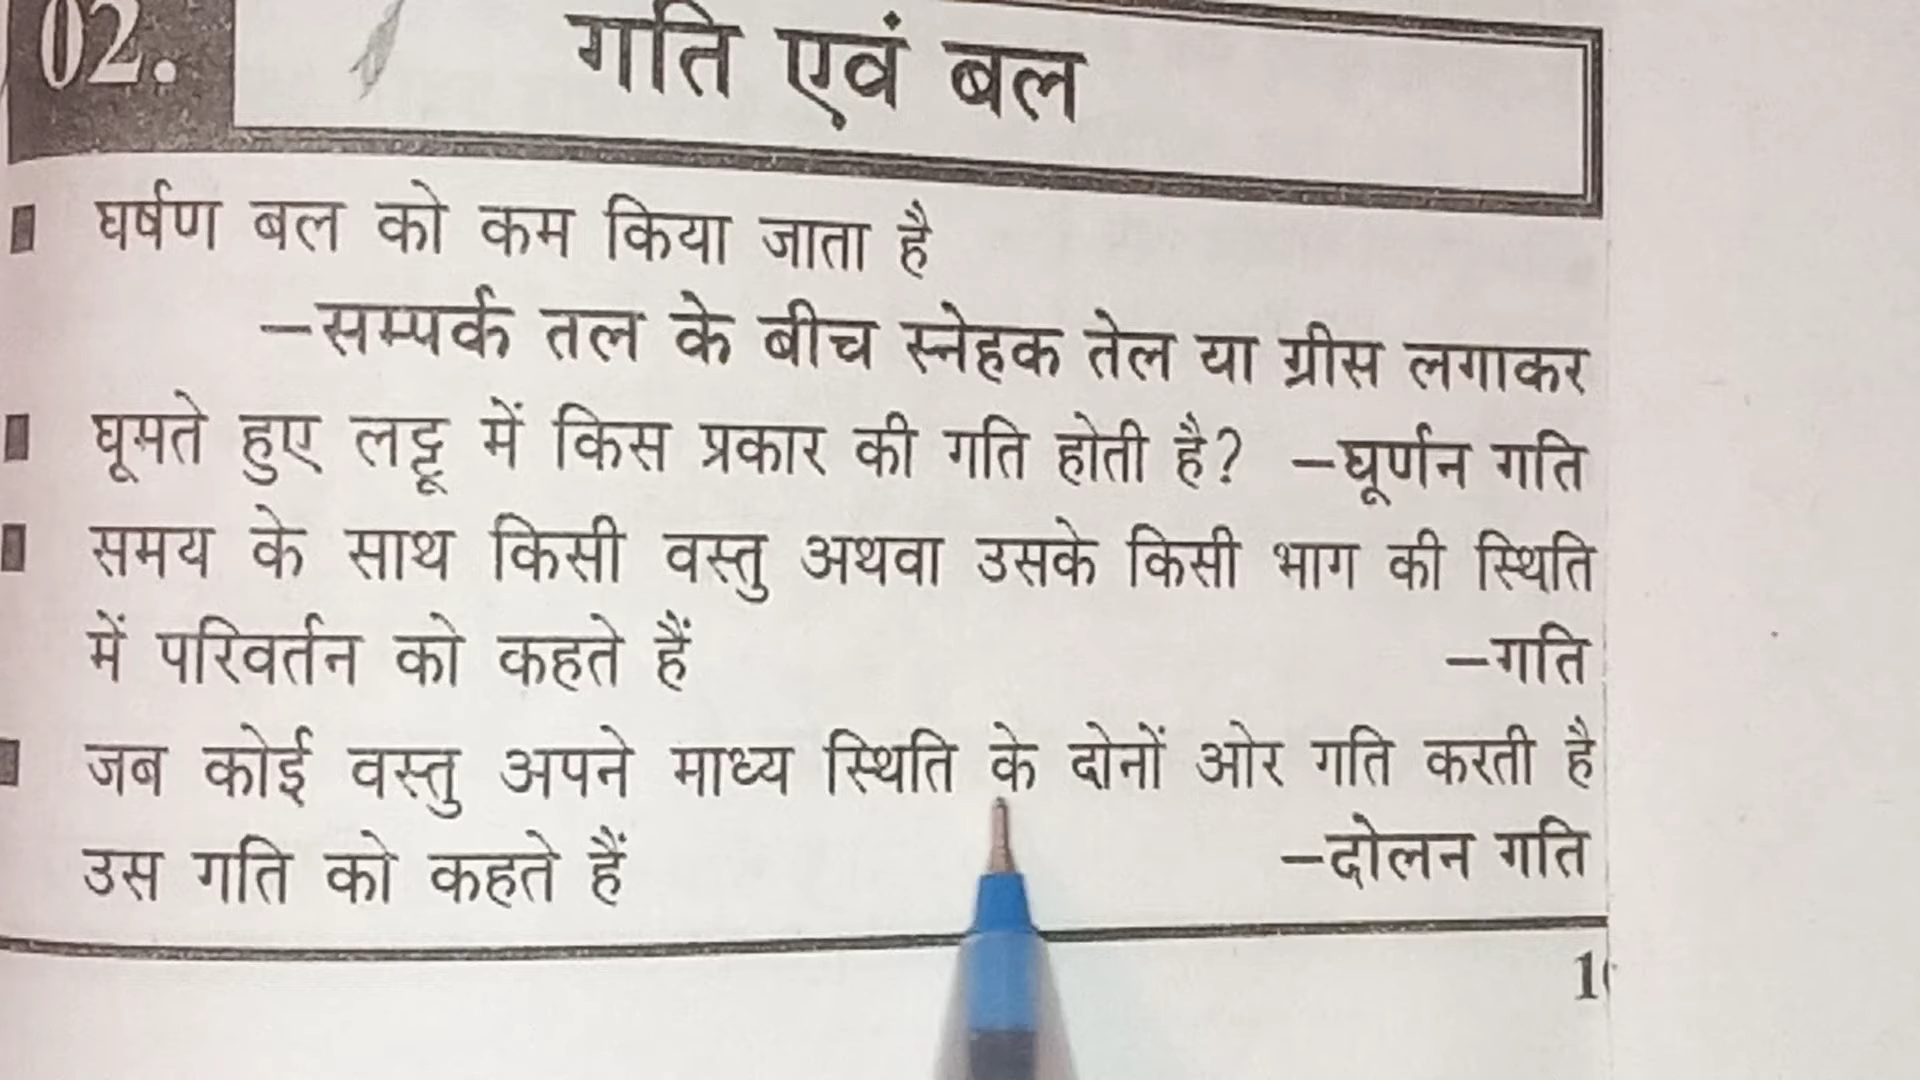 02.
गति एवं बल
घर्षण बल को कम किया जाता है
–सम्पर्क तल के बीच स्नेहक तेल या ग्रीस लगाकर
घूमते हुए लट्टू में किस प्रकार की गति होती है? –घूर्णन गति
समय के साथ किसी वस्तु अथवा उसके किसी भाग की स्थिति
में परिवर्तन को कहते हैं –गति
जब कोई वस्तु अपने माध्य स्थिति के दोनों ओर गति करती है
उस गति को कहते हैं –दोलन गति